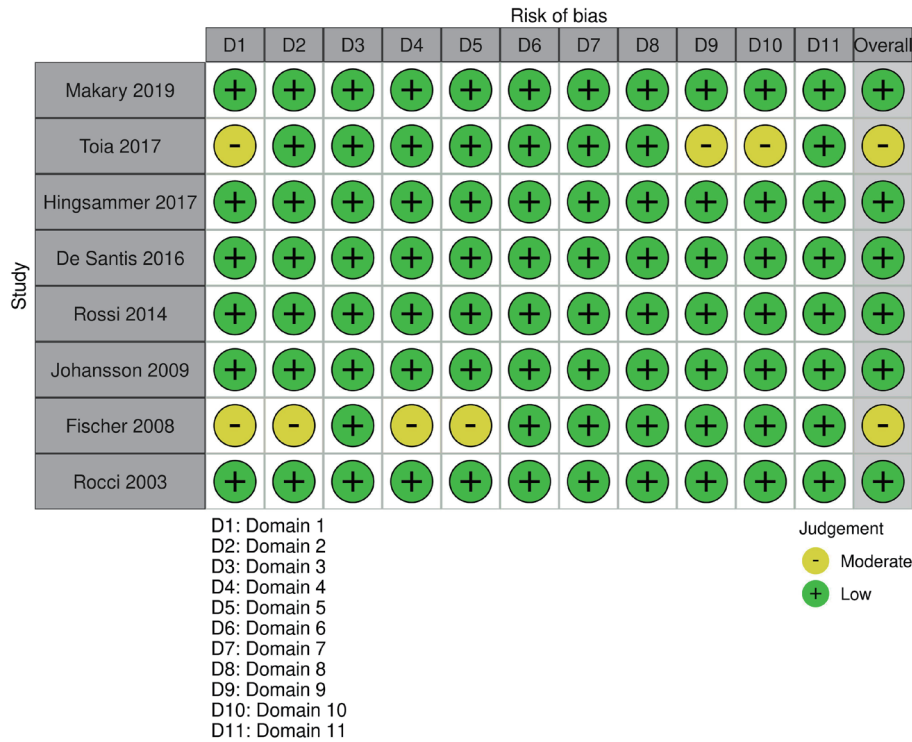 Risk of bias
D1 D2 D3 D4 D5 D6 D7 D8 D9 D10 D11 Overall
Study
Makary 2019 + + + + + + + + + + + +
Toia 2017 - + + + + + + + - - + -
Hingsammer 2017 + + + + + + + + + + + +
De Santis 2016 + + + + + + + + + + + +
Rossi 2014 + + + + + + + + + + + +
Johansson 2009 + + + + + + + + + + + +
Fischer 2008 - - + - - + + + + + + -
Rocci 2003 + + + + + + + + + + + +
D1: Domain 1
D2: Domain 2
D3: Domain 3
D4: Domain 4
D5: Domain 5
D6: Domain 6
D7: Domain 7
D8: Domain 8
D9: Domain 9
D10: Domain 10
D11: Domain 11
Judgement
- Moderate
+ Low